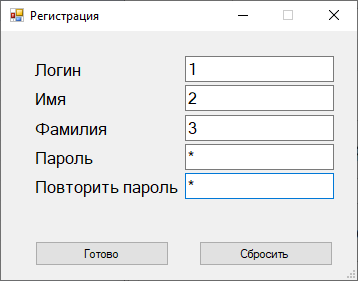 Регистрация
Логин 1
Имя 2
Фамилия 3
Пароль *
Повторить пароль *
Готово Сбросить